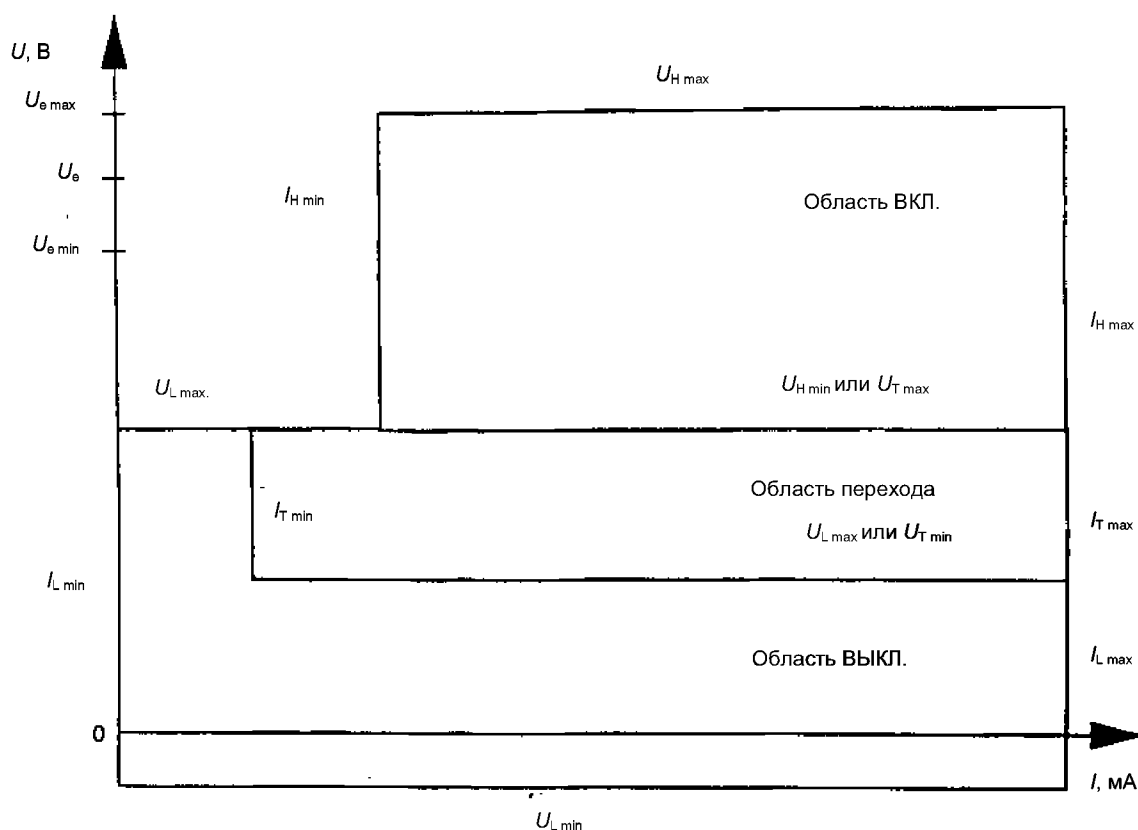 U, В
U_H max
U_e max
U_e
I_H min
Область ВКЛ.
U_e min
I_H max
U_L max.
U_H min или U_T max
Область перехода
I_T min
I_T max
U_L max или U_T min
I_L min
Область ВЫКЛ.
I_L max
0
I, мА
U_L min